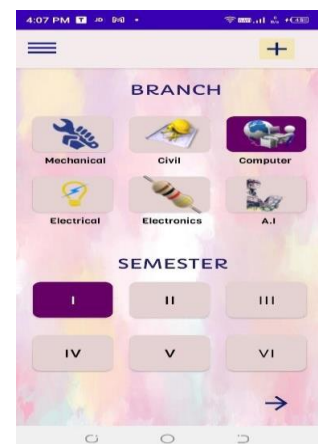 4:07 PM
BRANCH
Mechanical Civil Computer
Electrical Electronics A.I
SEMESTER
I II III
IV V VI